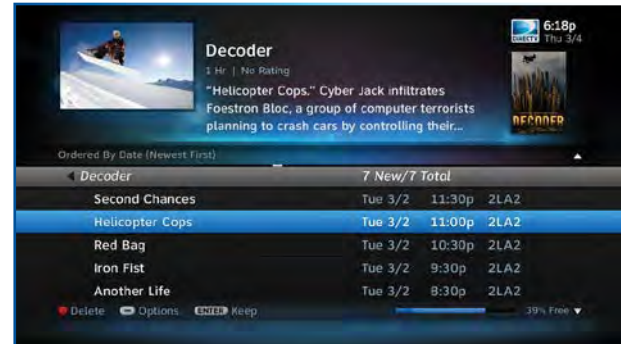 Decoder
1 Hr | No Rating
"Helicopter Cops." Cyber Jack infiltrates
Foestron Bloc, a group of computer terrorists
planning to crash cars by controlling their...
DIRECTV
6:18p
Thu 3/4
DECODER
Ordered By Date (Newest First)
Decoder 7 New/7 Total
Second Chances Tue 3/2 11:30p 2LA2
Helicopter Cops Tue 3/2 11:00p 2LA2
Red Bag Tue 3/2 10:30p 2LA2
Iron Fist Tue 3/2 9:30p 2LA2
Another Life Tue 3/2 8:30p 2LA2
Delete Options ENTER Keep 39% Free